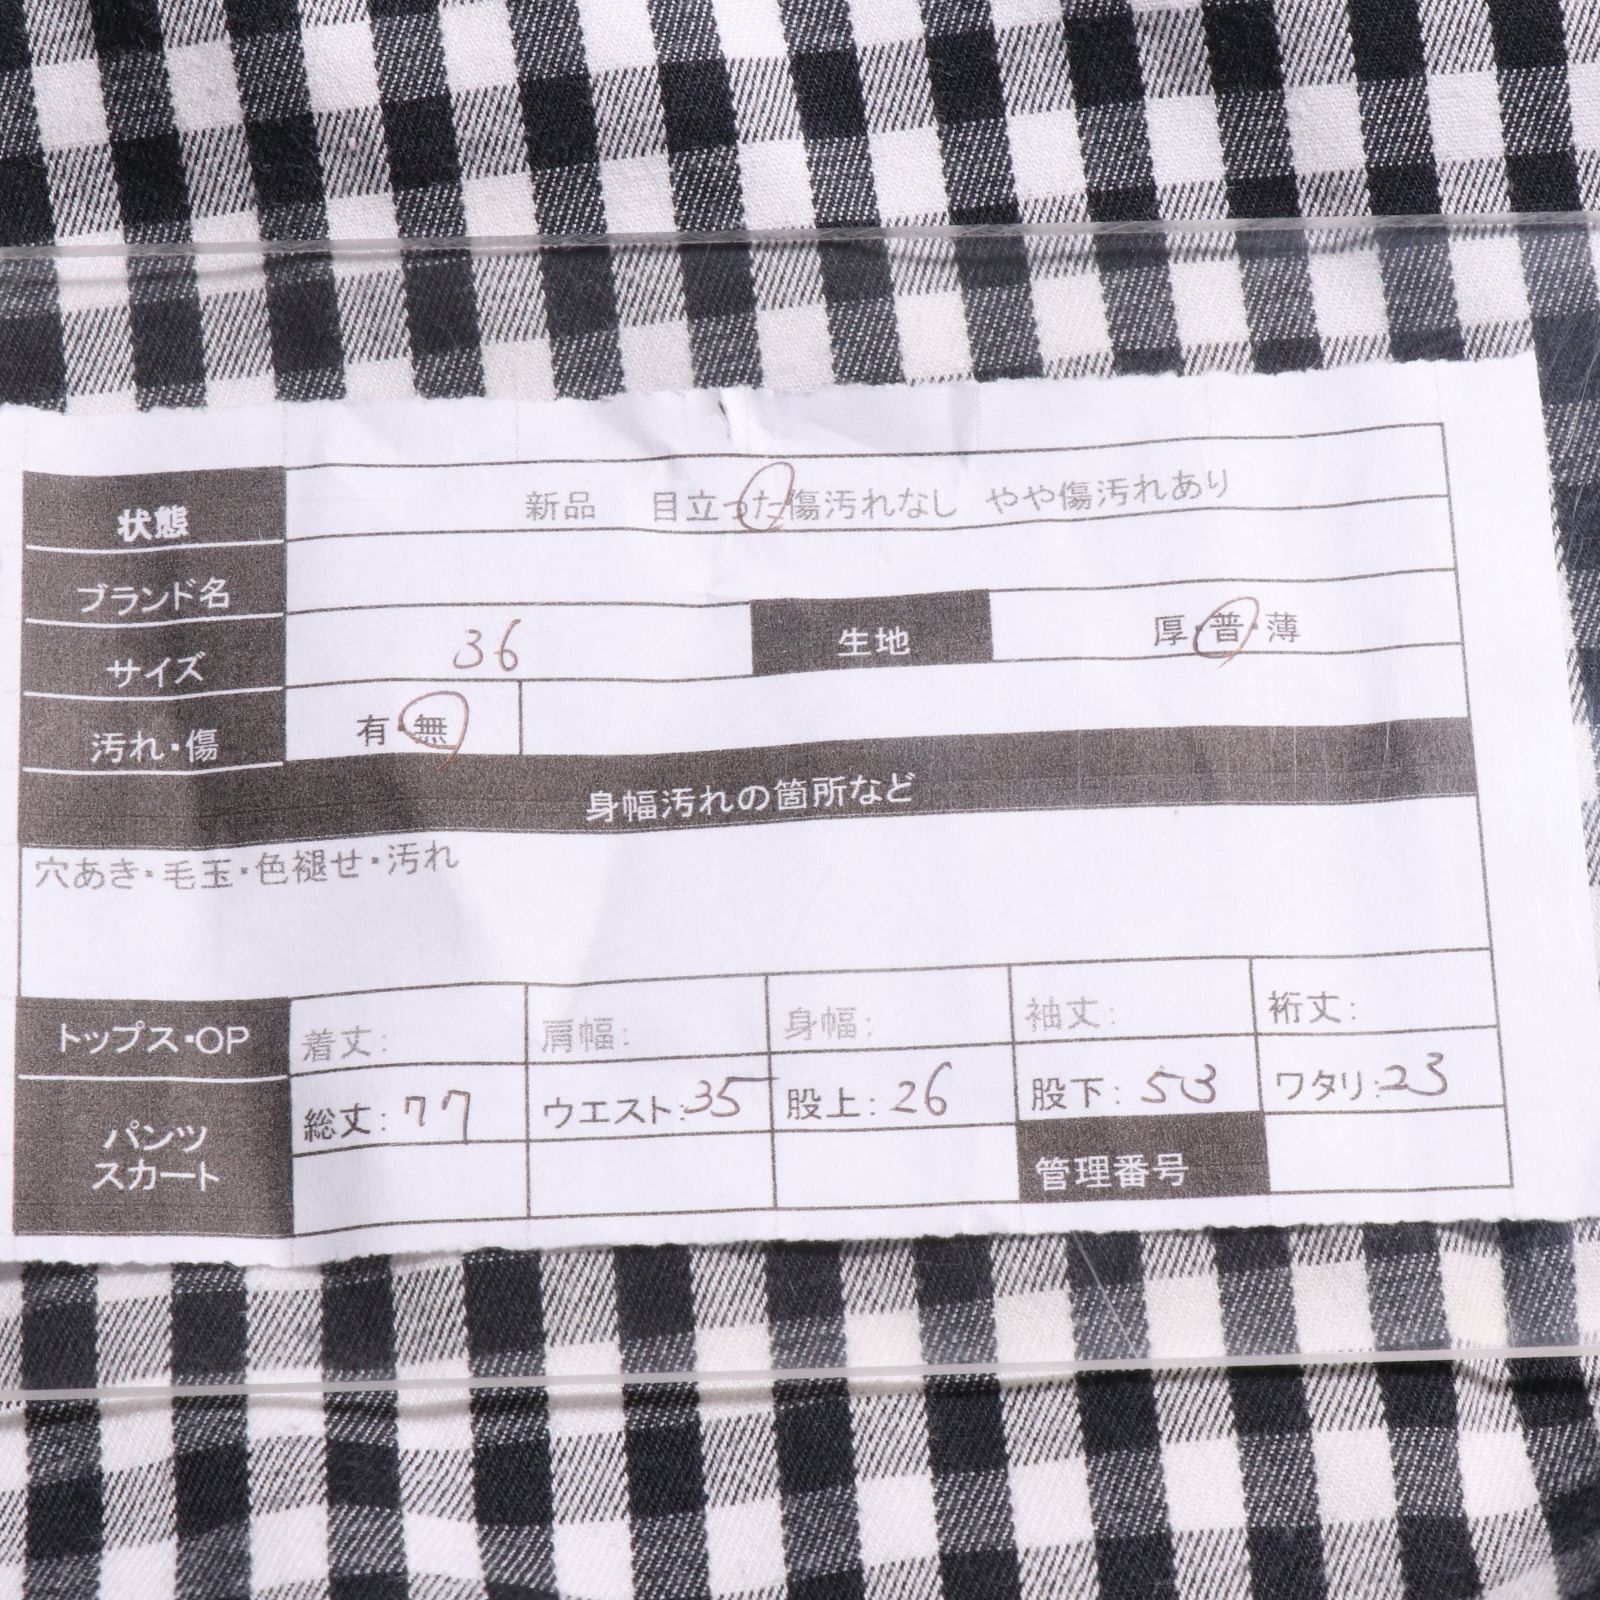 状態 新品 目立った傷汚れなし やや傷汚れあり
ブランド名
サイズ 36 生地 厚・普・薄
汚れ・傷 有・無
身幅汚れの箇所など
穴あき・毛玉・色褪せ・汚れ
トップス・OP 着丈: 肩幅: 身幅: 袖丈: 裄丈:
パンツ スカート 総丈: 77 ウエスト: 35 股上: 26 股下: 53 ワタリ: 23
管理番号